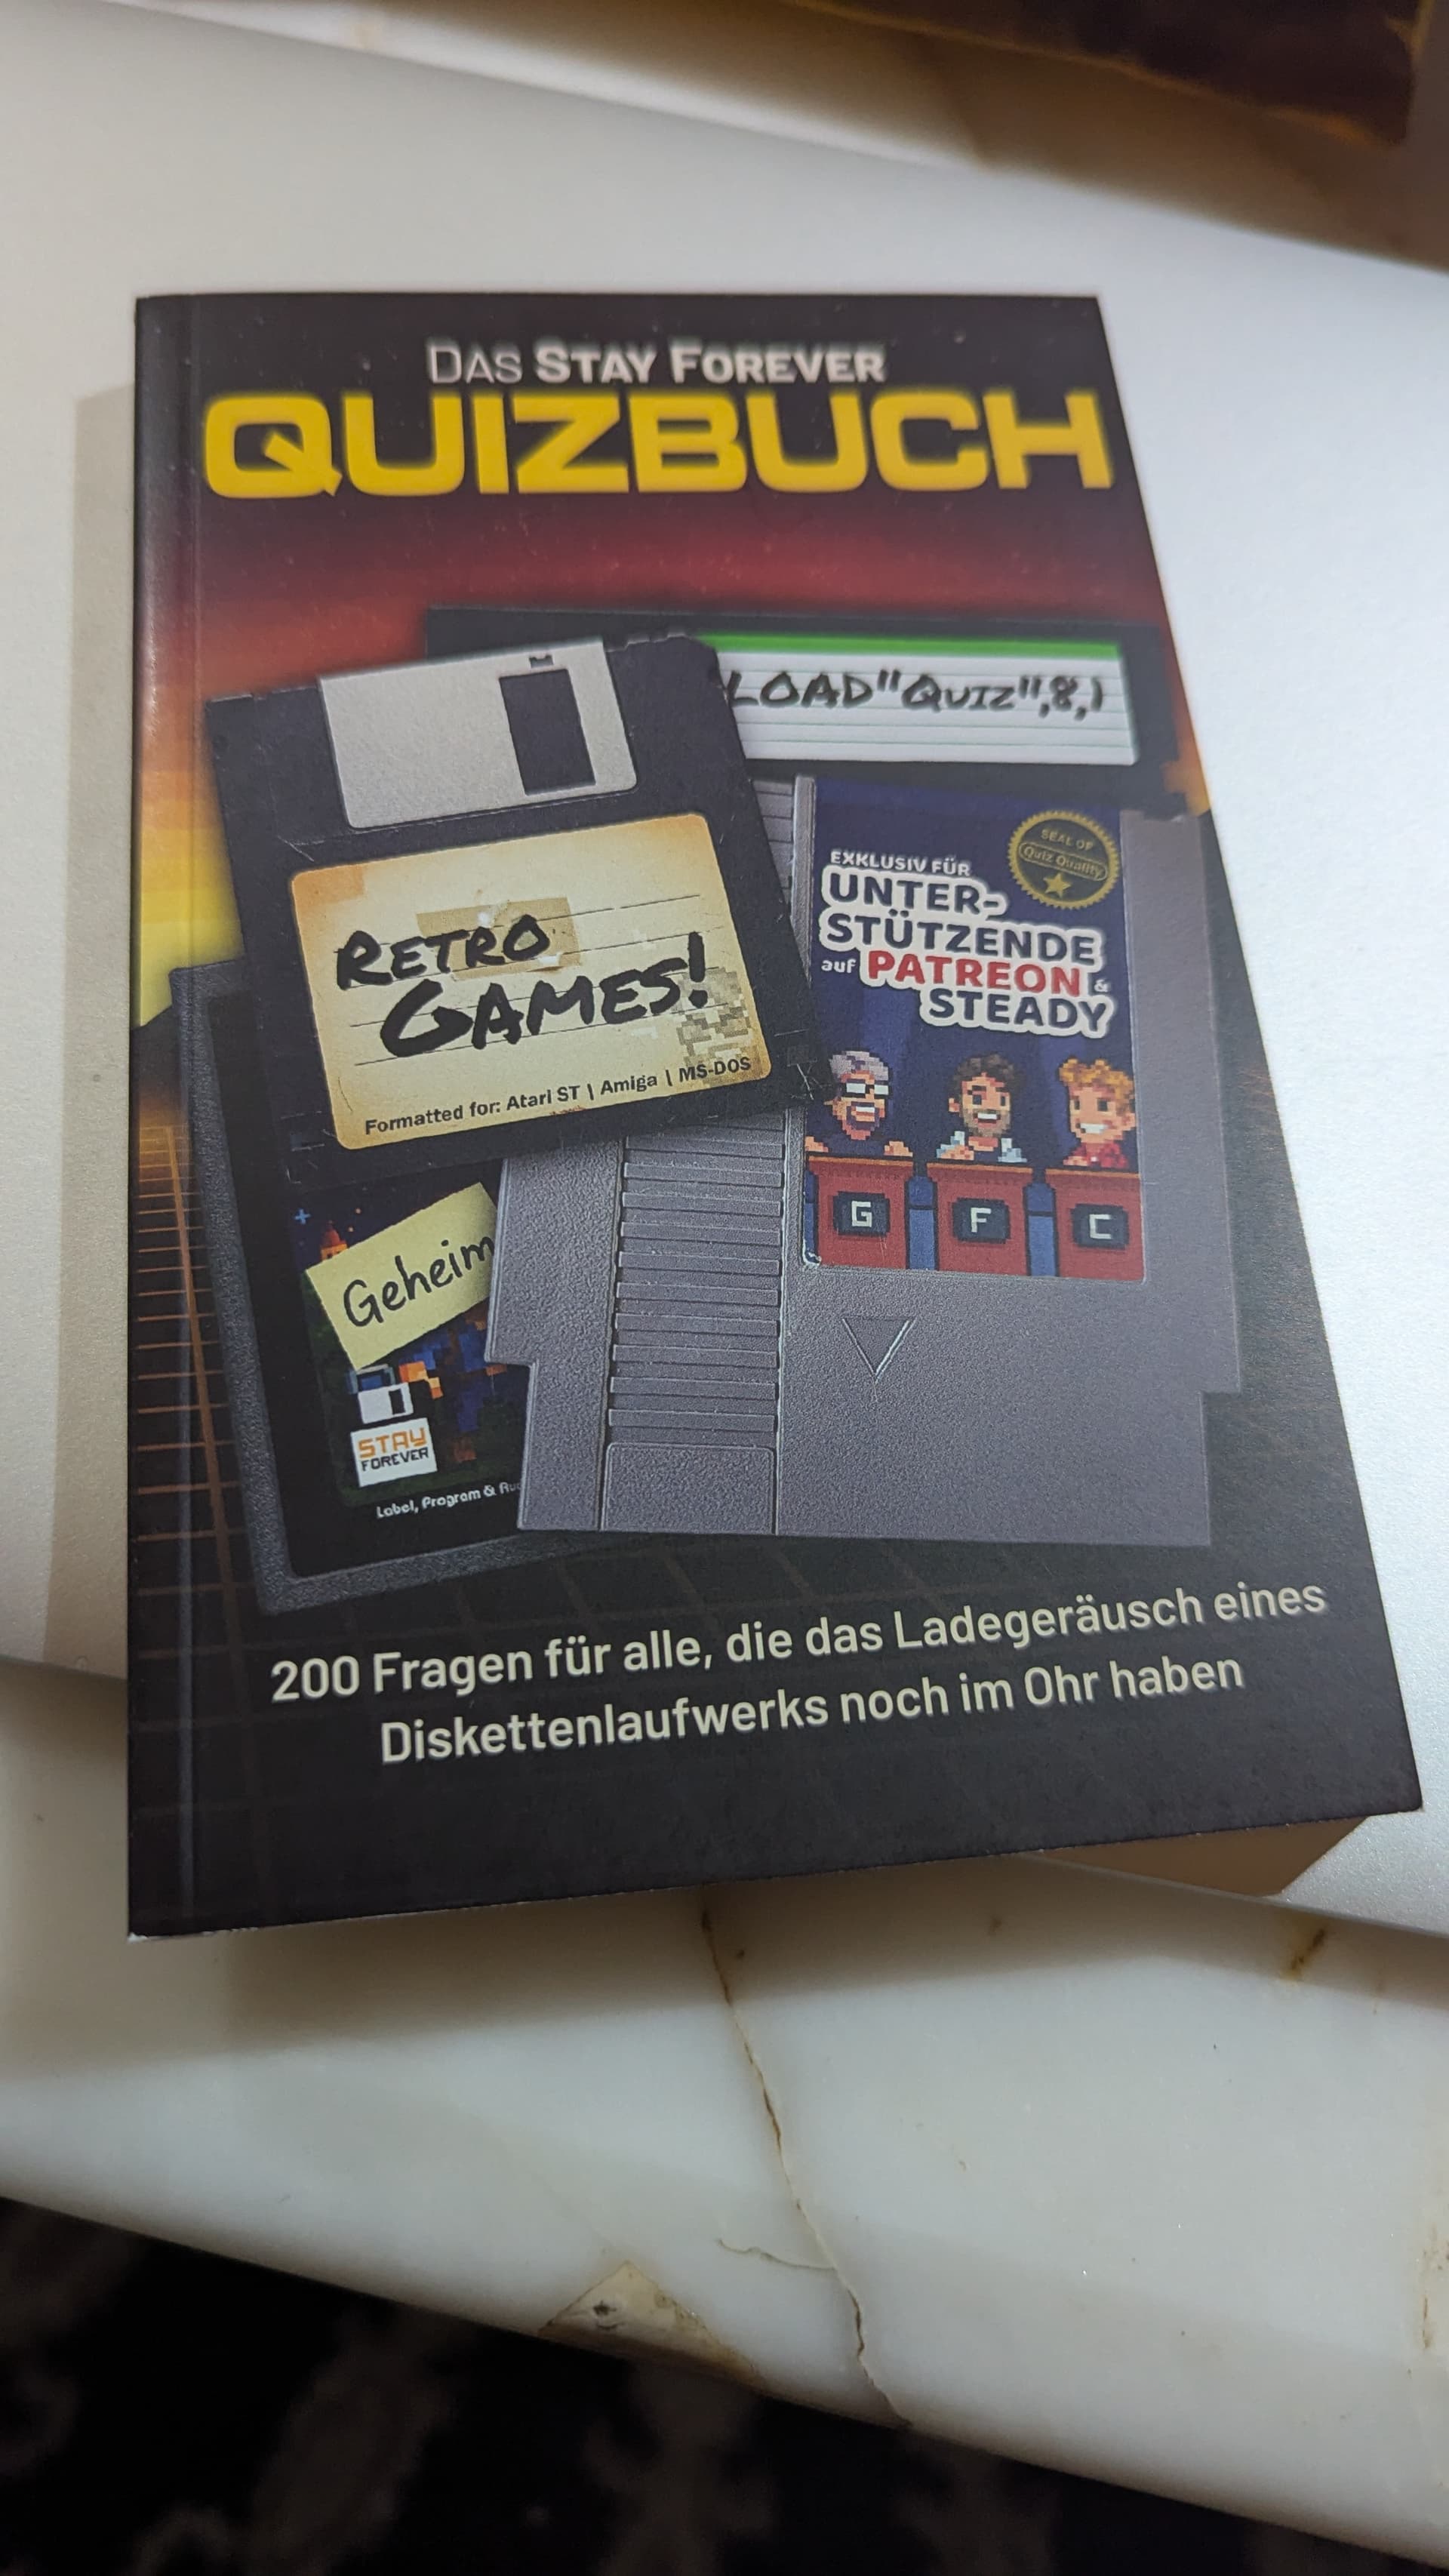 DAS STAY FOREVER
QUIZBUCH
LOAD"QUIZ",8,1
RETRO
GAMES!
Formatted for: Atari ST | Amiga | MS-DOS
SEAL OF
Quiz Quality
EXKLUSIV FÜR
UNTER-
STÜTZENDE
auf PATREON &
STEADY
G F C
Geheim
STAY
FOREVER
Label, Program &
200 Fragen für alle, die das Ladegeräusch eines
Diskettenlaufwerks noch im Ohr haben